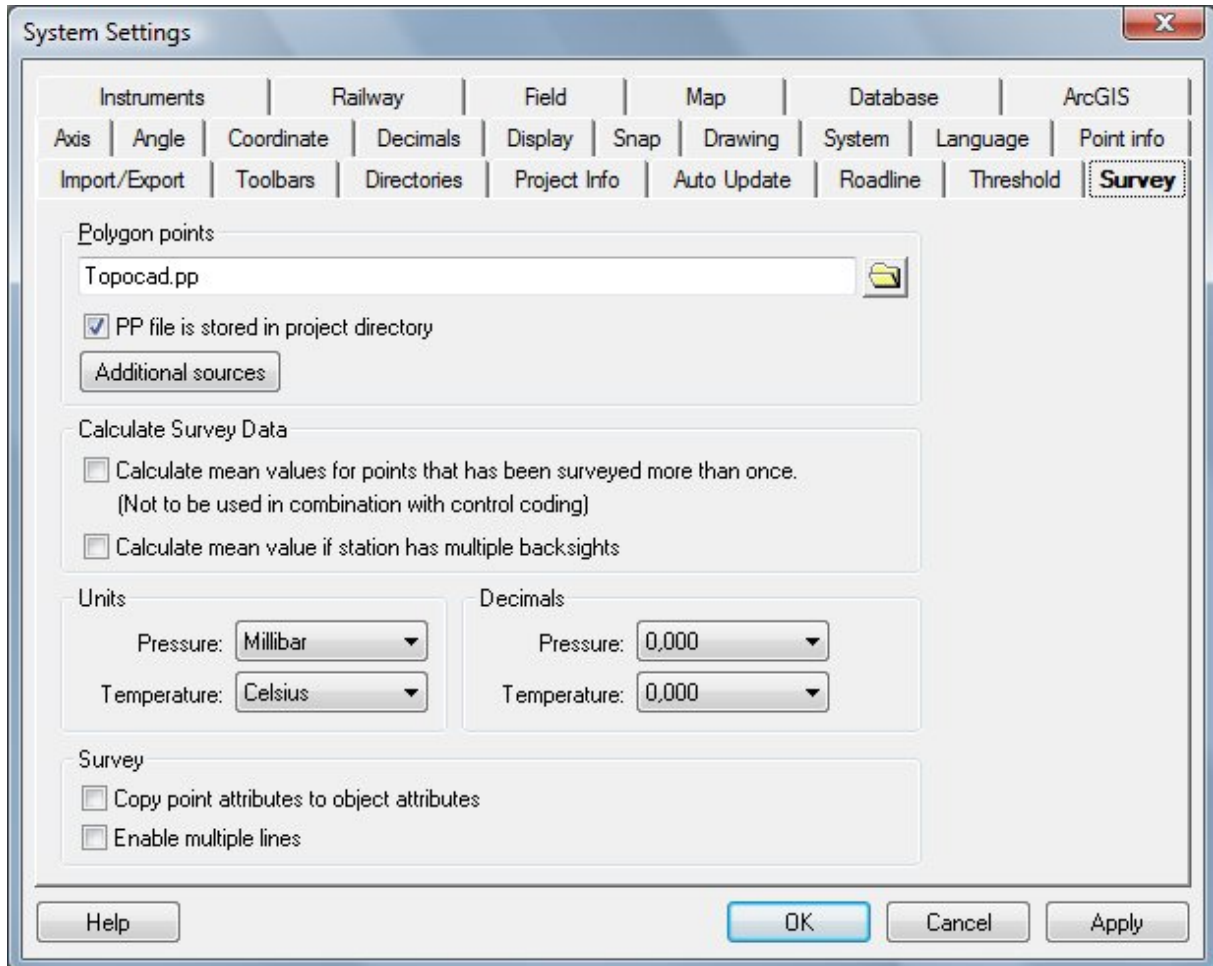 System Settings
Instruments Railway Field Map Database ArcGIS
Axis Angle Coordinate Decimals Display Snap Drawing System Language Point info
Import/Export Toolbars Directories Project Info Auto Update Roadline Threshold Survey
Polygon points
Topocad.pp
PP file is stored in project directory
Additional sources
Calculate Survey Data
Calculate mean values for points that has been surveyed more than once.
(Not to be used in combination with control coding)
Calculate mean value if station has multiple backsights
Units Decimals
Pressure: Millibar Pressure: 0,000
Temperature: Celsius Temperature: 0,000
Survey
Copy point attributes to object attributes
Enable multiple lines
Help OK Cancel Apply